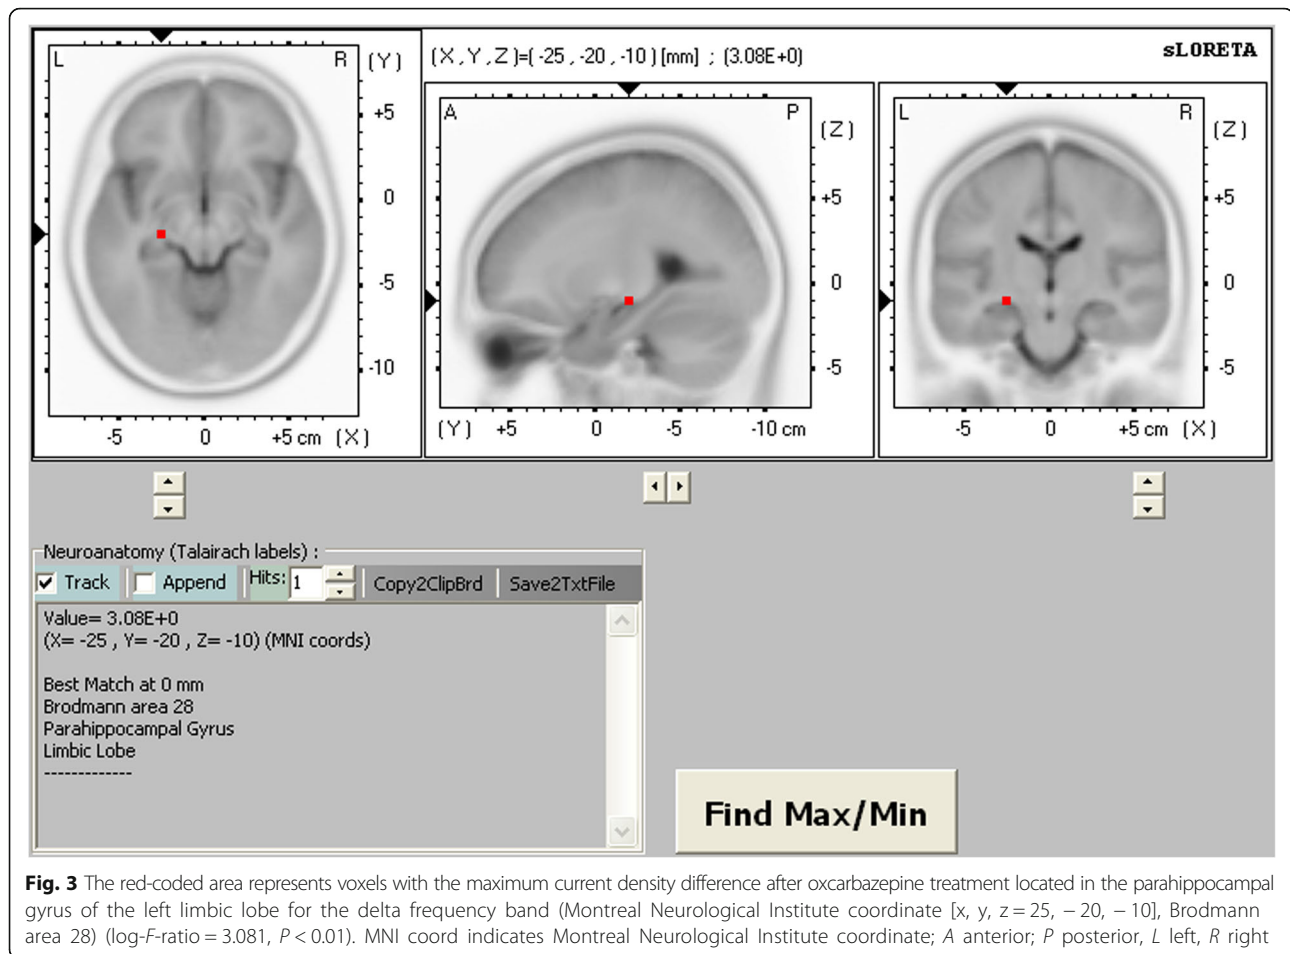 L R (Y)
+5
0
-5
-10
-5 0 +5 cm (X)
(X,Y,Z)=(-25,-20,-10)[mm] ; (3.08E+0)
sLORETA
A P (Z)
+5
0
-5
(Y) +5 0 -5 -10 cm
L R (Z)
+5
0
-5
-5 0 +5 cm (X)
Neuroanatomy (Talairach labels) :
Track Append Hits: 1 Copy2ClipBrd Save2TxtFile
Value= 3.08E+0
(X= -25 , Y= -20 , Z= -10) (MNI coords)
Best Match at 0 mm
Brodmann area 28
Parahippocampal Gyrus
Limbic Lobe
-------------
Find Max/Min
Fig. 3 The red-coded area represents voxels with the maximum current density difference after oxcarbazepine treatment located in the parahippocampal
gyrus of the left limbic lobe for the delta frequency band (Montreal Neurological Institute coordinate [x, y, z = 25, − 20, − 10], Brodmann
area 28) (log-F-ratio = 3.081, P < 0.01). MNI coord indicates Montreal Neurological Institute coordinate; A anterior; P posterior, L left, R right